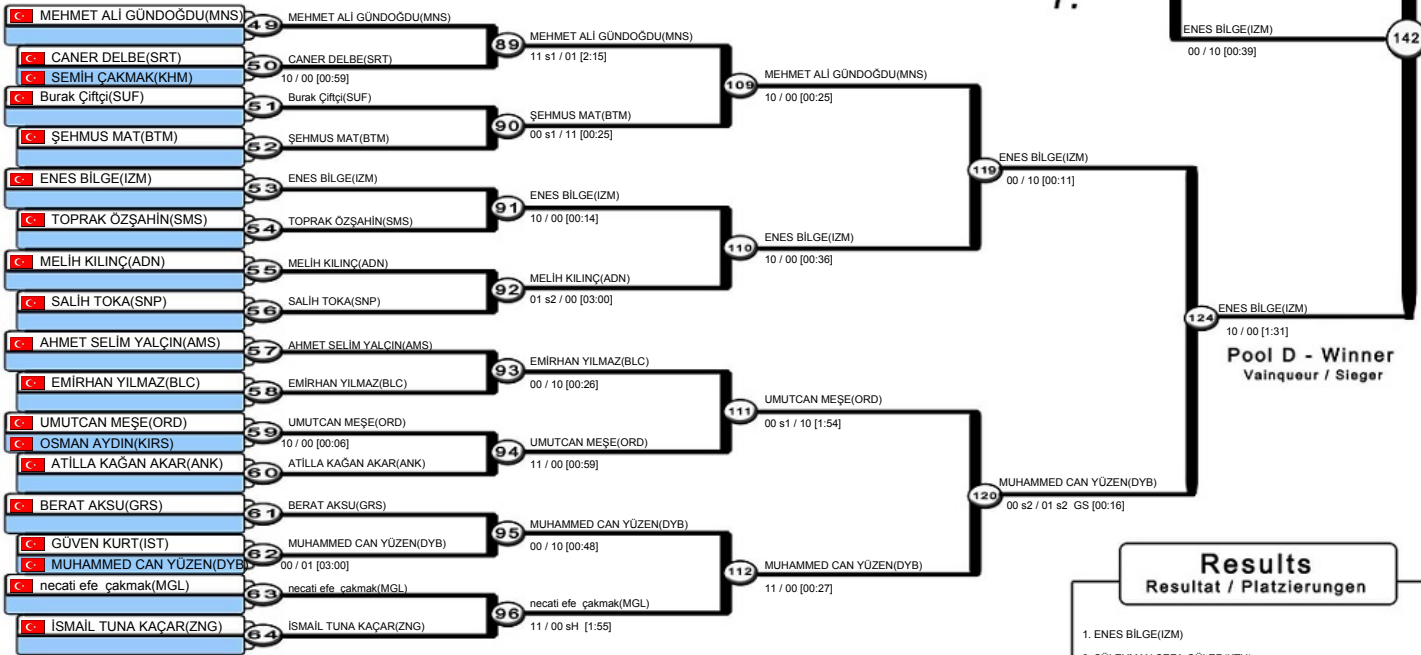 MEHMET ALİ GÜNDOĞDU(MNS)
CANER DELBE(SRT)
SEMİH ÇAKMAK(KHM)
Burak Çiftçi(SUF)
ŞEHMUS MAT(BTM)
ENES BİLGE(IZM)
TOPRAK ÖZŞAHİN(SMS)
MELİH KILINÇ(ADN)
SALİH TOKA(SNP)
AHMET SELİM YALÇIN(AMS)
EMİRHAN YILMAZ(BLC)
UMUTCAN MEŞE(ORD)
OSMAN AYDIN(KIRS)
ATİLLA KAĞAN AKAR(ANK)
BERAT AKSU(GRS)
GÜVEN KURT(IST)
MUHAMMED CAN YÜZEN(DYB)
necati efe çakmak(MGL)
İSMAİL TUNA KAÇAR(ZNG)
49
MEHMET ALİ GÜNDOĞDU(MNS)
50
CANER DELBE(SRT)
10 / 00 [00:59]
51
Burak Çiftçi(SUF)
52
ŞEHMUS MAT(BTM)
53
ENES BİLGE(IZM)
54
TOPRAK ÖZŞAHİN(SMS)
55
MELİH KILINÇ(ADN)
56
SALİH TOKA(SNP)
57
AHMET SELİM YALÇIN(AMS)
58
EMİRHAN YILMAZ(BLC)
59
UMUTCAN MEŞE(ORD)
10 / 00 [00:06]
60
ATİLLA KAĞAN AKAR(ANK)
61
BERAT AKSU(GRS)
62
MUHAMMED CAN YÜZEN(DYB)
00 / 01 [03:00]
63
necati efe çakmak(MGL)
64
İSMAİL TUNA KAÇAR(ZNG)
89
MEHMET ALİ GÜNDOĞDU(MNS)
11 s1 / 01 [2:15]
90
ŞEHMUS MAT(BTM)
00 s1 / 11 [00:25]
91
ENES BİLGE(IZM)
10 / 00 [00:14]
92
MELİH KILINÇ(ADN)
01 s2 / 00 [03:00]
93
EMİRHAN YILMAZ(BLC)
00 / 10 [00:26]
94
UMUTCAN MEŞE(ORD)
11 / 00 [00:59]
95
MUHAMMED CAN YÜZEN(DYB)
00 / 10 [00:48]
96
necati efe çakmak(MGL)
11 / 00 sH [1:55]
109
MEHMET ALİ GÜNDOĞDU(MNS)
10 / 00 [00:25]
110
ENES BİLGE(IZM)
10 / 00 [00:36]
111
UMUTCAN MEŞE(ORD)
00 s1 / 10 [1:54]
112
MUHAMMED CAN YÜZEN(DYB)
11 / 00 [00:27]
119
ENES BİLGE(IZM)
00 / 10 [00:11]
120
MUHAMMED CAN YÜZEN(DYB)
00 s2 / 01 s2 GS [00:16]
124
ENES BİLGE(IZM)
10 / 00 [1:31]
Pool D - Winner
Vainqueur / Sieger
ENES BİLGE(IZM)
00 / 10 [00:39]
142
Results
Resultat / Platzierungen
1. ENES BİLGE(IZM)